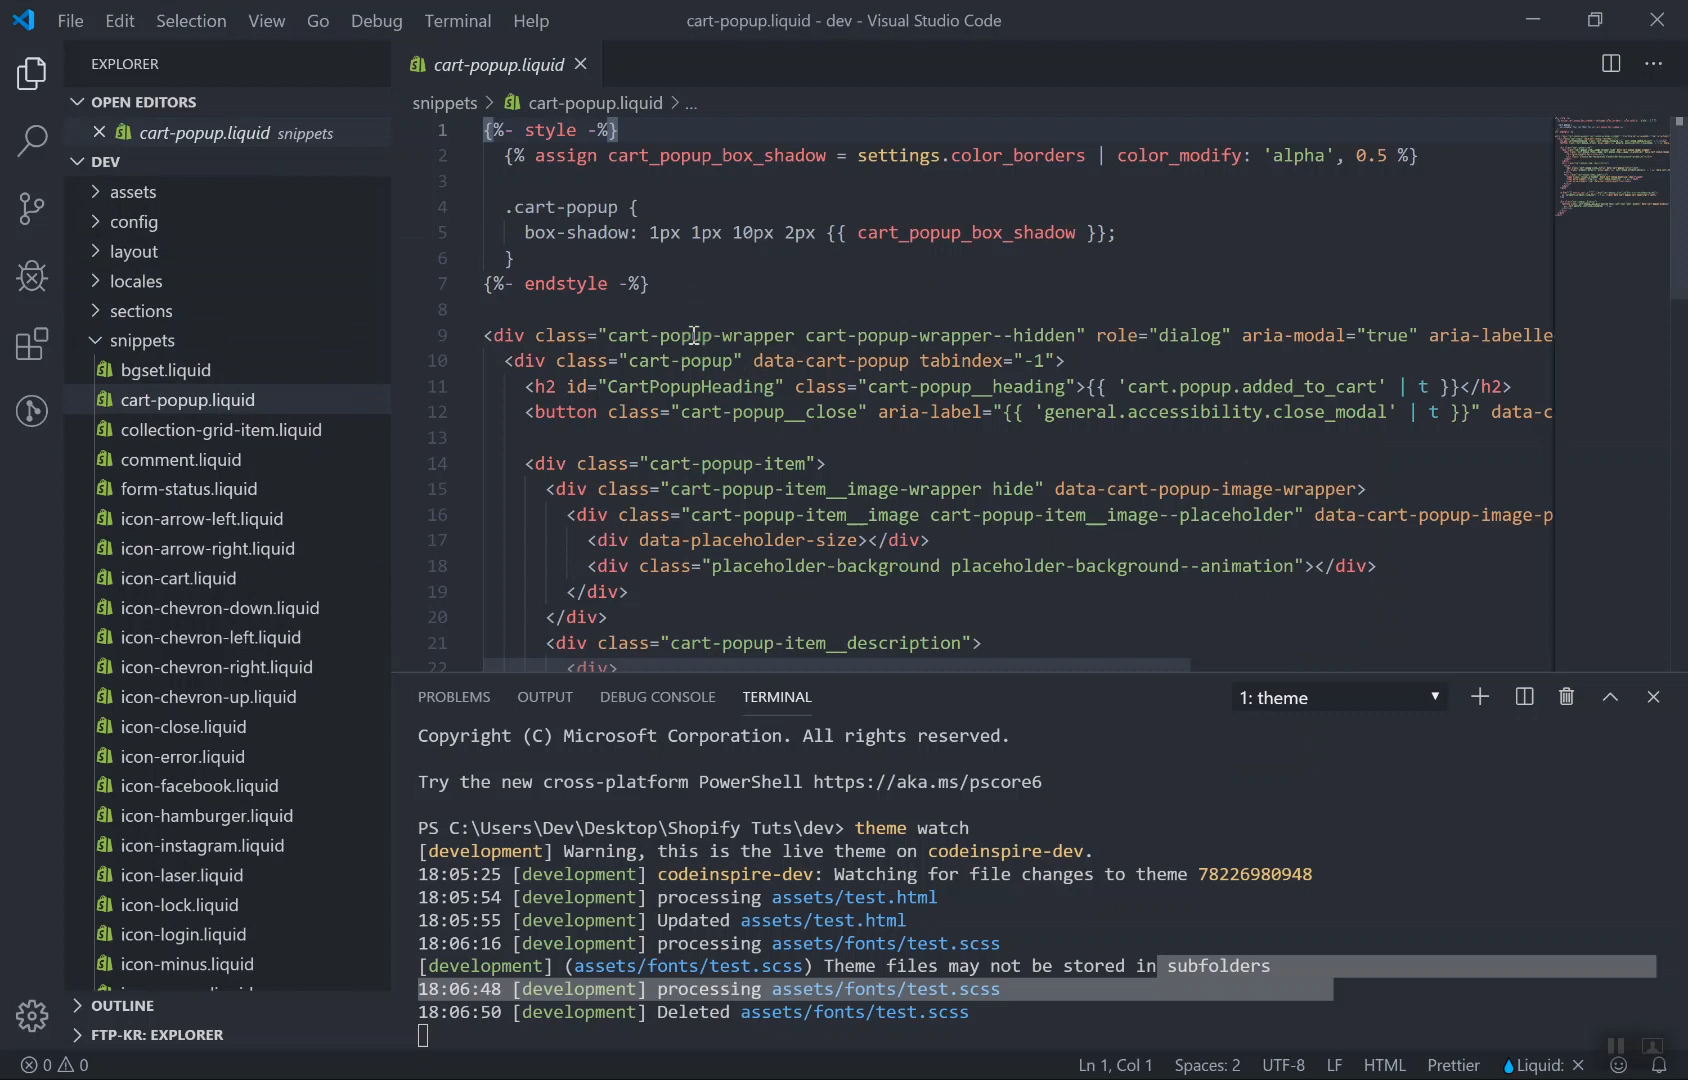 File Edit Selection View Go Debug Terminal Help
cart-popup.liquid - dev - Visual Studio Code
EXPLORER
OPEN EDITORS
cart-popup.liquid snippets
DEV
assets
config
layout
locales
sections
snippets
bgset.liquid
cart-popup.liquid
collection-grid-item.liquid
comment.liquid
form-status.liquid
icon-arrow-left.liquid
icon-arrow-right.liquid
icon-cart.liquid
icon-chevron-down.liquid
icon-chevron-left.liquid
icon-chevron-right.liquid
icon-chevron-up.liquid
icon-close.liquid
icon-error.liquid
icon-facebook.liquid
icon-hamburger.liquid
icon-instagram.liquid
icon-laser.liquid
icon-lock.liquid
icon-login.liquid
icon-minus.liquid
OUTLINE
FTP-KR: EXPLORER
cart-popup.liquid
snippets > cart-popup.liquid > ...
1 {%- style -%}
2 {% assign cart_popup_box_shadow = settings.color_borders | color_modify: 'alpha', 0.5 %}
3
4 .cart-popup {
5 box-shadow: 1px 1px 10px 2px {{ cart_popup_box_shadow }};
6 }
7 {%- endstyle -%}
8
9 <div class="cart-popup-wrapper cart-popup-wrapper--hidden" role="dialog" aria-modal="true" aria-labelle
10 <div class="cart-popup" data-cart-popup tabindex="-1">
11 <h2 id="CartPopupHeading" class="cart-popup__heading">{{ 'cart.popup.added_to_cart' | t }}</h2>
12 <button class="cart-popup__close" aria-label="{{ 'general.accessibility.close_modal' | t }}" data-c
13
14 <div class="cart-popup-item">
15 <div class="cart-popup-item__image-wrapper hide" data-cart-popup-image-wrapper>
16 <div class="cart-popup-item__image cart-popup-item__image--placeholder" data-cart-popup-image-p
17 <div data-placeholder-size></div>
18 <div class="placeholder-background placeholder-background--animation"></div>
19 </div>
20 </div>
21 <div class="cart-popup-item__description">
22 <div>
PROBLEMS OUTPUT DEBUG CONSOLE TERMINAL
1: theme
Copyright (C) Microsoft Corporation. All rights reserved.
Try the new cross-platform PowerShell https://aka.ms/pscore6
PS C:\Users\Dev\Desktop\Shopify Tuts\dev> theme watch
[development] Warning, this is the live theme on codeinspire-dev.
18:05:25 [development] codeinspire-dev: Watching for file changes to theme 78226980948
18:05:54 [development] processing assets/test.html
18:05:55 [development] Updated assets/test.html
18:06:16 [development] processing assets/fonts/test.scss
[development] (assets/fonts/test.scss) Theme files may not be stored in subfolders
18:06:48 [development] processing assets/fonts/test.scss
18:06:50 [development] Deleted assets/fonts/test.scss
0 0
Ln 1, Col 1 Spaces: 2 UTF-8 LF HTML Prettier Liquid: ×